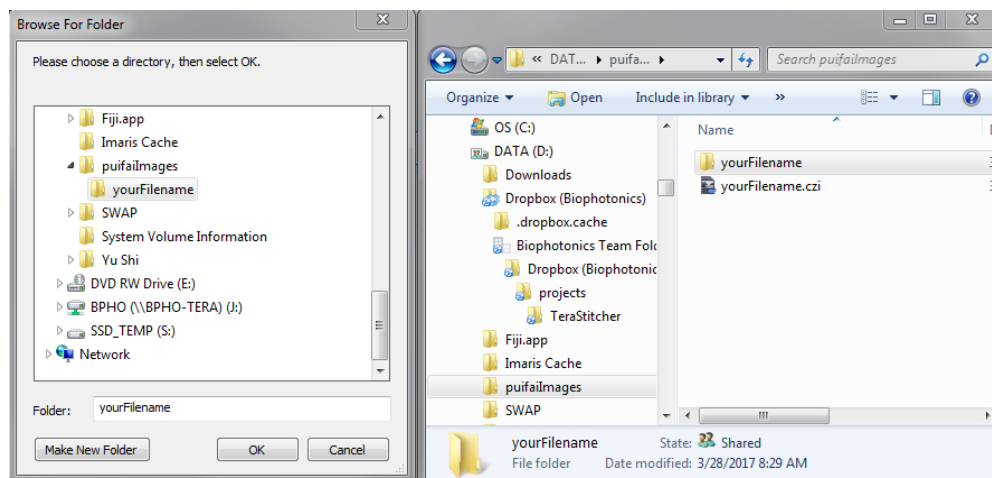 Browse For Folder
Please choose a directory, then select OK.
Fiji.app
Imaris Cache
puifaiImages
yourFilename
SWAP
System Volume Information
Yu Shi
DVD RW Drive (E:)
BPHO (\\BPHO-TERA) (J:)
SSD_TEMP (S:)
Network
Folder: yourFilename
Make New Folder OK Cancel
« DAT... ▸ puifa... ▸ Search puifaiImages
Organize Open Include in library »
OS (C:)
DATA (D:)
Downloads
Dropbox (Biophotonics)
.dropbox.cache
Biophotonics Team Fold
Dropbox (Biophotonic
projects
TeraStitcher
Fiji.app
Imaris Cache
puifaiImages
SWAP
Name
yourFilename
yourFilename.czi
yourFilename State: Shared
File folder Date modified: 3/28/2017 8:29 AM